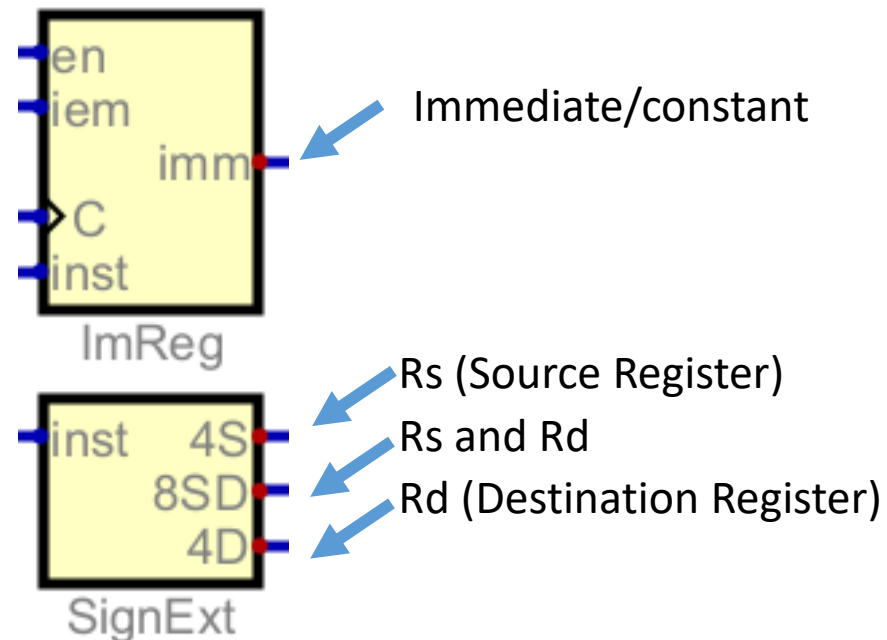 en
iem
imm
C
inst
ImReg
Immediate/constant
inst
4S
8SD
4D
SignExt
Rs (Source Register)
Rs and Rd
Rd (Destination Register)